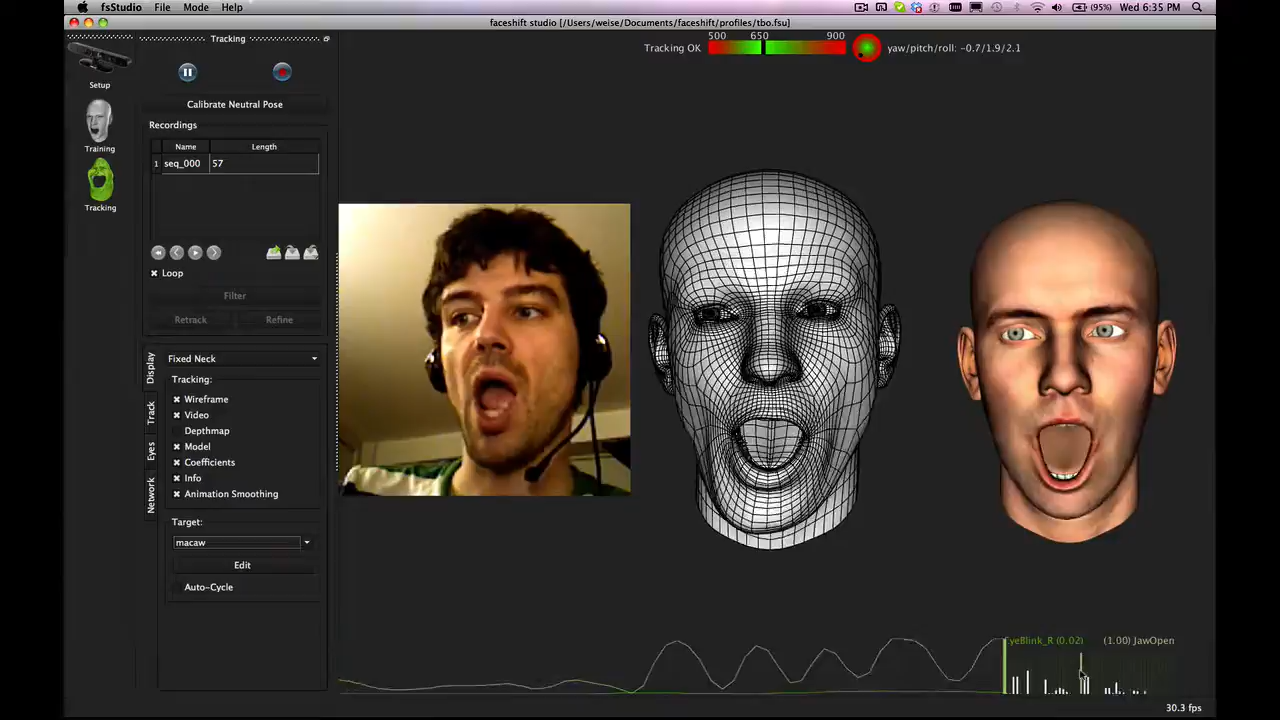 fsStudio File Mode Help (95%) Wed 6:35 PM
faceshift studio [/Users/weise/Documents/faceshift/profiles/tbo.fsu]
Tracking
Setup
Training
Tracking
Calibrate Neutral Pose
Recordings
Name Length
1 seq_000 57
Loop
Filter
Retrack Refine
Display
Track
Eyes
Network
Fixed Neck
Tracking:
Wireframe
Video
Depthmap
Model
Coefficients
Info
Animation Smoothing
Target:
macaw
Edit
Auto-Cycle
Tracking OK 500 650 900 yaw/pitch/roll: -0.7/1.9/2.1
EyeBlink_R (0.02) (1.00) JawOpen
30.3 fps